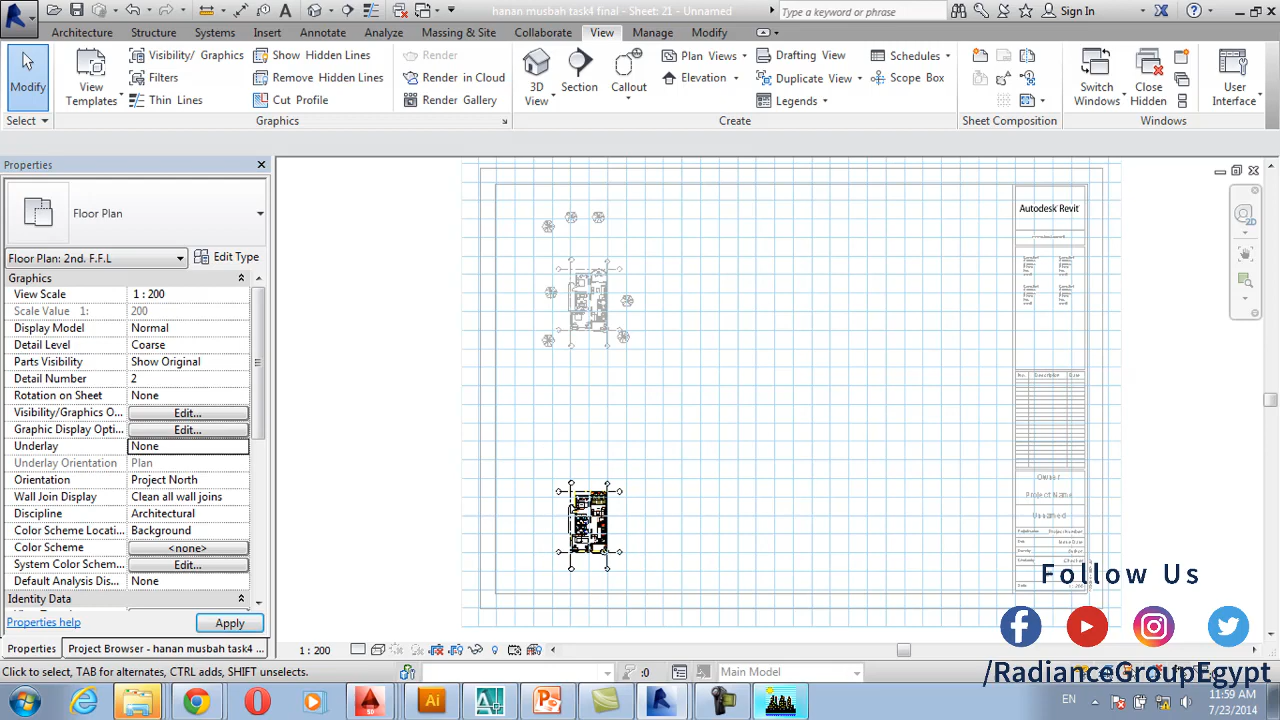 hanan musbah task4 final - Sheet: 21 - Unnamed
Type a keyword or phrase
Sign In
Architecture Structure Systems Insert Annotate Analyze Massing & Site Collaborate View Manage Modify
Modify
View Templates
Visibility/ Graphics
Filters
Thin Lines
Show Hidden Lines
Remove Hidden Lines
Cut Profile
Render
Render in Cloud
Render Gallery
3D View
Section
Callout
Plan Views
Elevation
Drafting View
Duplicate View
Legends
Schedules
Scope Box
Switch Windows
Close Hidden
User Interface
Select
Graphics
Create
Sheet Composition
Windows
Properties
Floor Plan
Floor Plan: 2nd. F.F.L
Edit Type
Graphics
View Scale 1 : 200
Scale Value 1: 200
Display Model Normal
Detail Level Coarse
Parts Visibility Show Original
Detail Number 2
Rotation on Sheet None
Visibility/Graphics O... Edit...
Graphic Display Opti... Edit...
Underlay None
Underlay Orientation Plan
Orientation Project North
Wall Join Display Clean all wall joins
Discipline Architectural
Color Scheme Locati... Background
Color Scheme <none>
System Color Schem... Edit...
Default Analysis Dis... None
Identity Data
Properties help
Apply
Properties
Project Browser - hanan musbah task4 ...
Autodesk Revit
No. Description Date
Owner
Project Name
Unnamed
1 : 200
Click to select, TAB for alternates, CTRL adds, SHIFT unselects.
:0
Main Model
Follow Us
/RadianceGroupEgypt
EN
11:59 AM
7/23/2014